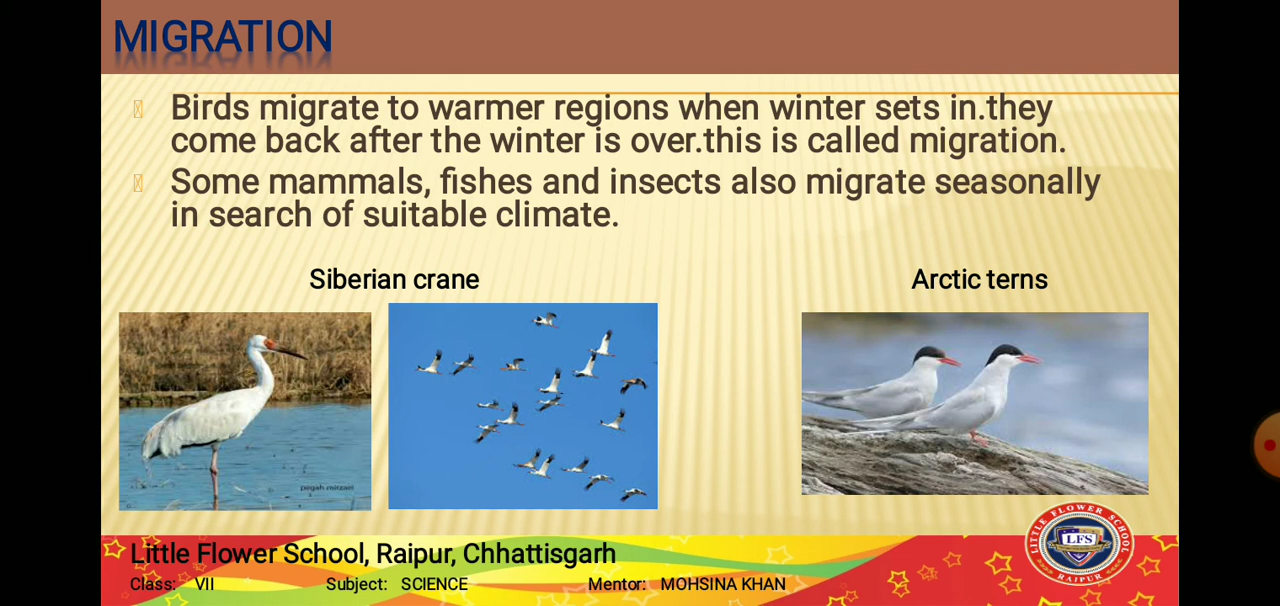 MIGRATION
Birds migrate to warmer regions when winter sets in.they
come back after the winter is over.this is called migration.
Some mammals, fishes and insects also migrate seasonally
in search of suitable climate.
Siberian crane
Arctic terns
pegah mirzaei
Little Flower School, Raipur, Chhattisgarh
Class: VII Subject: SCIENCE Mentor: MOHSINA KHAN
LITTLE FLOWER SCHOOL
LFS
RAIPUR